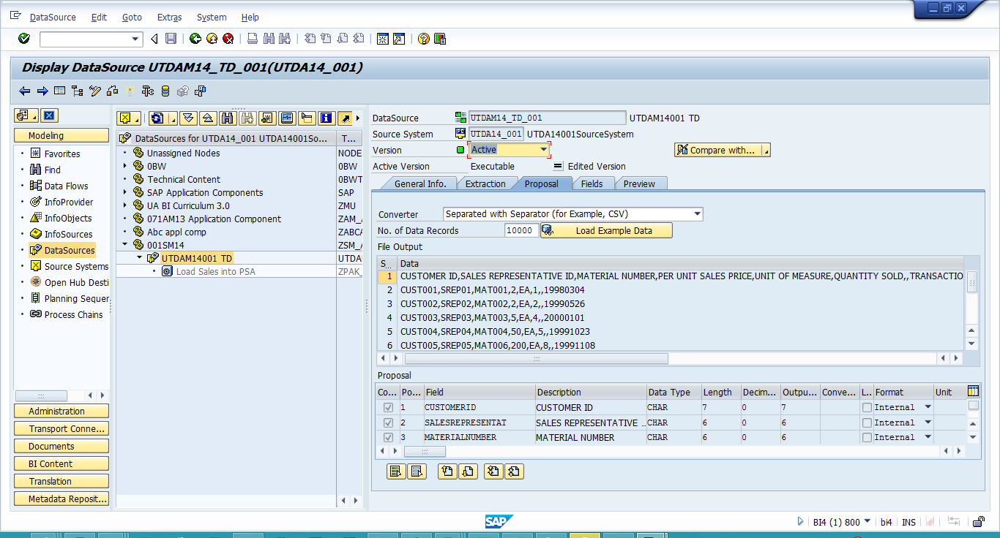 DataSource Edit Goto Extras System Help
Display DataSource UTDAM14_TD_001(UTDA14_001)
Modeling
Favorites
Find
Data Flows
InfoProvider
InfoObjects
InfoSources
DataSources
Source Systems
Open Hub Desti
Planning Sequer
Process Chains
Administration
Transport Conne...
Documents
BI Content
Translation
Metadata Reposit...
DataSources for UTDA14_001 UTDA14001So... T...
Unassigned Nodes NODE
0BW 0BW
Technical Content 0BWT
SAP Application Components SAP
UA BI Curriculum 3.0 ZMU
071AM13 Application Component ZAM_A
Abc appl comp ZABCA
001SM14 ZSM_A
UTDAM14001 TD UTDA
Load Sales into PSA ZPAK_
DataSource UTDAM14_TD_001 UTDAM14001 TD
Source System UTDA14_001 UTDA14001SourceSystem
Version Active Compare with...
Active Version Executable = Edited Version
General Info. Extraction Proposal Fields Preview
Converter Separated with Separator (for Example, CSV)
No. of Data Records 10000 Load Example Data
File Output
S... Data
1 CUSTOMER ID,SALES REPRESENTATIVE ID,MATERIAL NUMBER,PER UNIT SALES PRICE,UNIT OF MEASURE,QUANTITY SOLD,,TRANSACTIO
2 CUST001,SREP01,MAT001,2,EA,1,,19980304
3 CUST002,SREP02,MAT002,2,EA,2,,19990526
4 CUST003,SREP03,MAT003,5,EA,4,,20000101
5 CUST004,SREP04,MAT004,50,EA,5,,19991023
6 CUST005,SREP05,MAT006,200,EA,8,,19991108
Proposal
Co... Po... Field Description Data Type Length Decim... Outpu... Conve... L.. Format Unit
1 CUSTOMERID CUSTOMER ID CHAR 7 0 7 Internal
2 SALESREPRESENTAT SALES REPRESENTATIVE ... CHAR 6 0 6 Internal
3 MATERIALNUMBER MATERIAL NUMBER CHAR 6 0 6 Internal
SAP BI4 (1) 800 bi4 INS